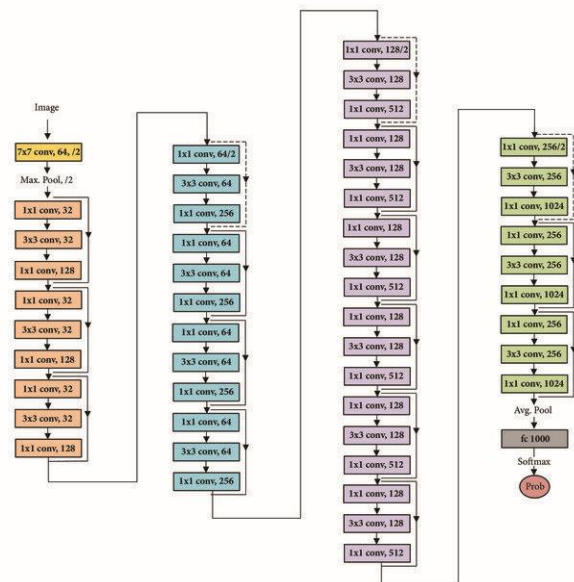 Image
7x7 conv, 64, /2
Max. Pool, /2
1x1 conv, 32
3x3 conv, 32
1x1 conv, 128
1x1 conv, 32
3x3 conv, 32
1x1 conv, 128
1x1 conv, 32
3x3 conv, 32
1x1 conv, 128
1x1 conv, 64/2
3x3 conv, 64
1x1 conv, 256
1x1 conv, 64
3x3 conv, 64
1x1 conv, 256
1x1 conv, 64
3x3 conv, 64
1x1 conv, 256
1x1 conv, 64
3x3 conv, 64
1x1 conv, 256
1x1 conv, 128/2
3x3 conv, 128
1x1 conv, 512
1x1 conv, 128
3x3 conv, 128
1x1 conv, 512
1x1 conv, 128
3x3 conv, 128
1x1 conv, 512
1x1 conv, 128
3x3 conv, 128
1x1 conv, 512
1x1 conv, 128
3x3 conv, 128
1x1 conv, 512
1x1 conv, 128
3x3 conv, 128
1x1 conv, 512
1x1 conv, 256/2
3x3 conv, 256
1x1 conv, 1024
1x1 conv, 256
3x3 conv, 256
1x1 conv, 1024
1x1 conv, 256
3x3 conv, 256
1x1 conv, 1024
Avg. Pool
fc 1000
Softmax
Prob